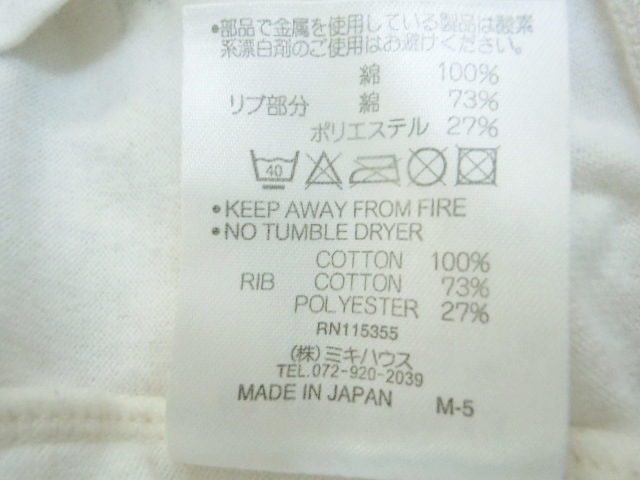 •部品で金属を使用している製品は酸素
系漂白剤のご使用はお避けください。
綿 100%
リブ部分 綿 73%
ポリエステル 27%
40
•KEEP AWAY FROM FIRE
•NO TUMBLE DRYER
COTTON 100%
RIB COTTON 73%
POLYESTER 27%
RN115355
(株)ミキハウス
TEL.072-920-2039
MADE IN JAPAN M-5